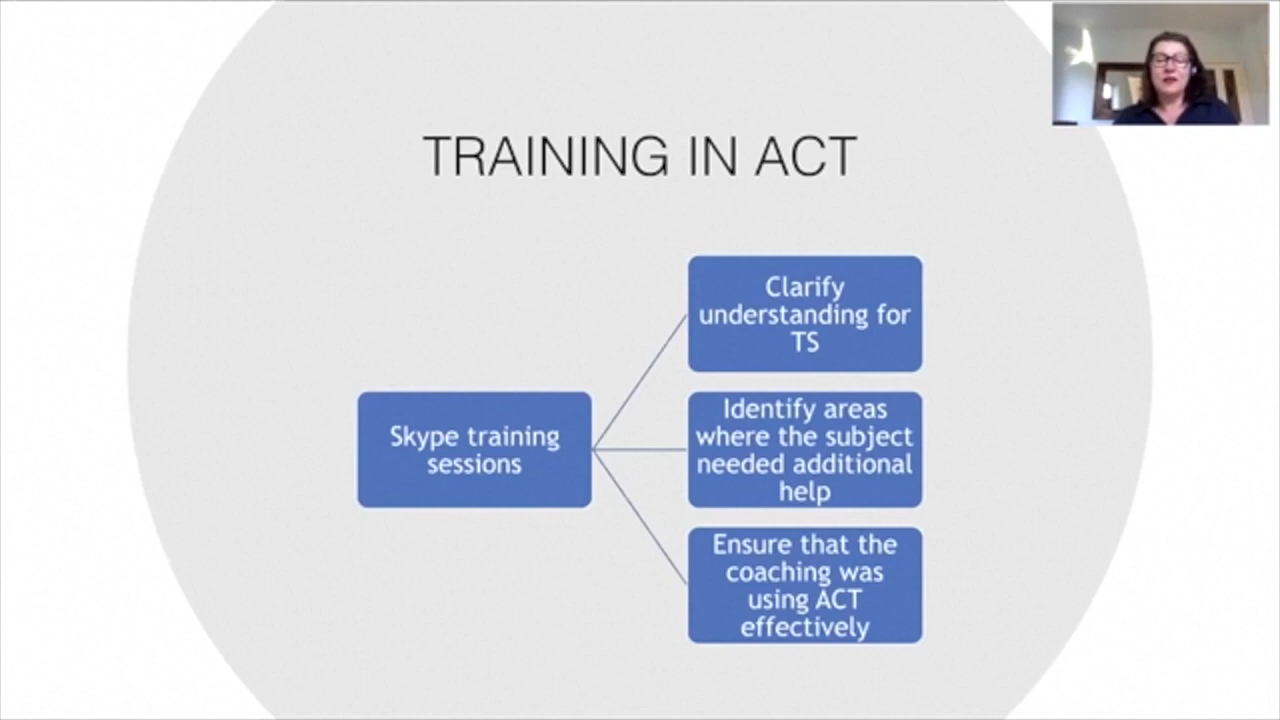 TRAINING IN ACT
Skype training
sessions
Clarify
understanding for
TS
Identify areas
where the subject
needed additional
help
Ensure that the
coaching was
using ACT
effectively